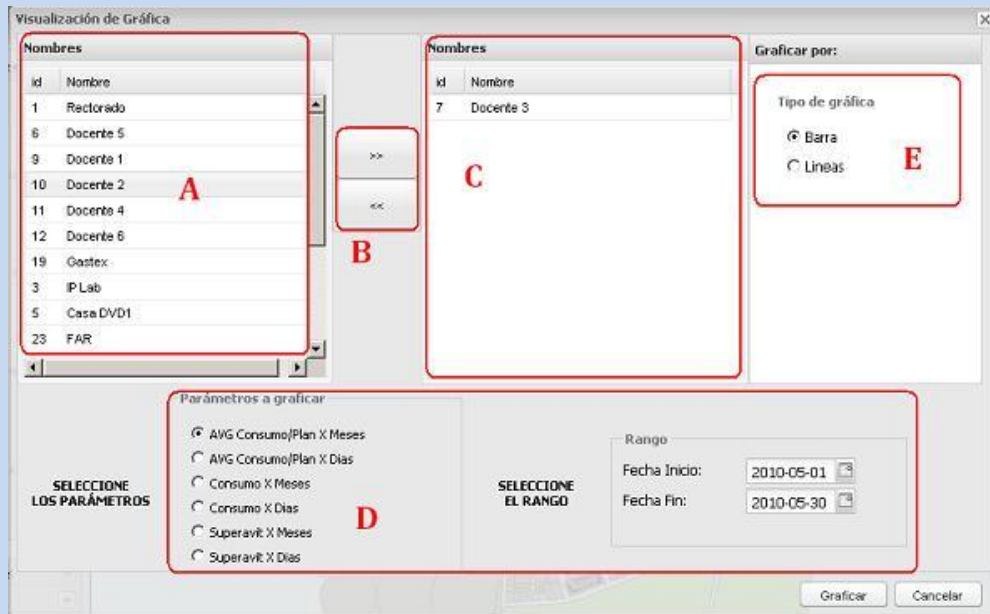 Visualización de Gráfica
Nombres
Id Nombre
1 Rectorado
6 Docente 5
9 Docente 1
10 Docente 2
11 Docente 4
12 Docente 6
19 Gastex
3 IP Lab
5 Casa DVD1
23 FAR
A
>>
<<
B
Nombres
Id Nombre
7 Docente 3
C
Graficar por:
Tipo de gráfica
Barra
Lineas
E
SELECCIONE
LOS PARÁMETROS
Parámetros a graficar
AVG Consumo/Plan X Meses
AVG Consumo/Plan X Dias
Consumo X Meses
Consumo X Dias
Superavit X Meses
Superavit X Dias
D
SELECCIONE
EL RANGO
Rango
Fecha Inicio: 2010-05-01
Fecha Fin: 2010-05-30
Graficar Cancelar